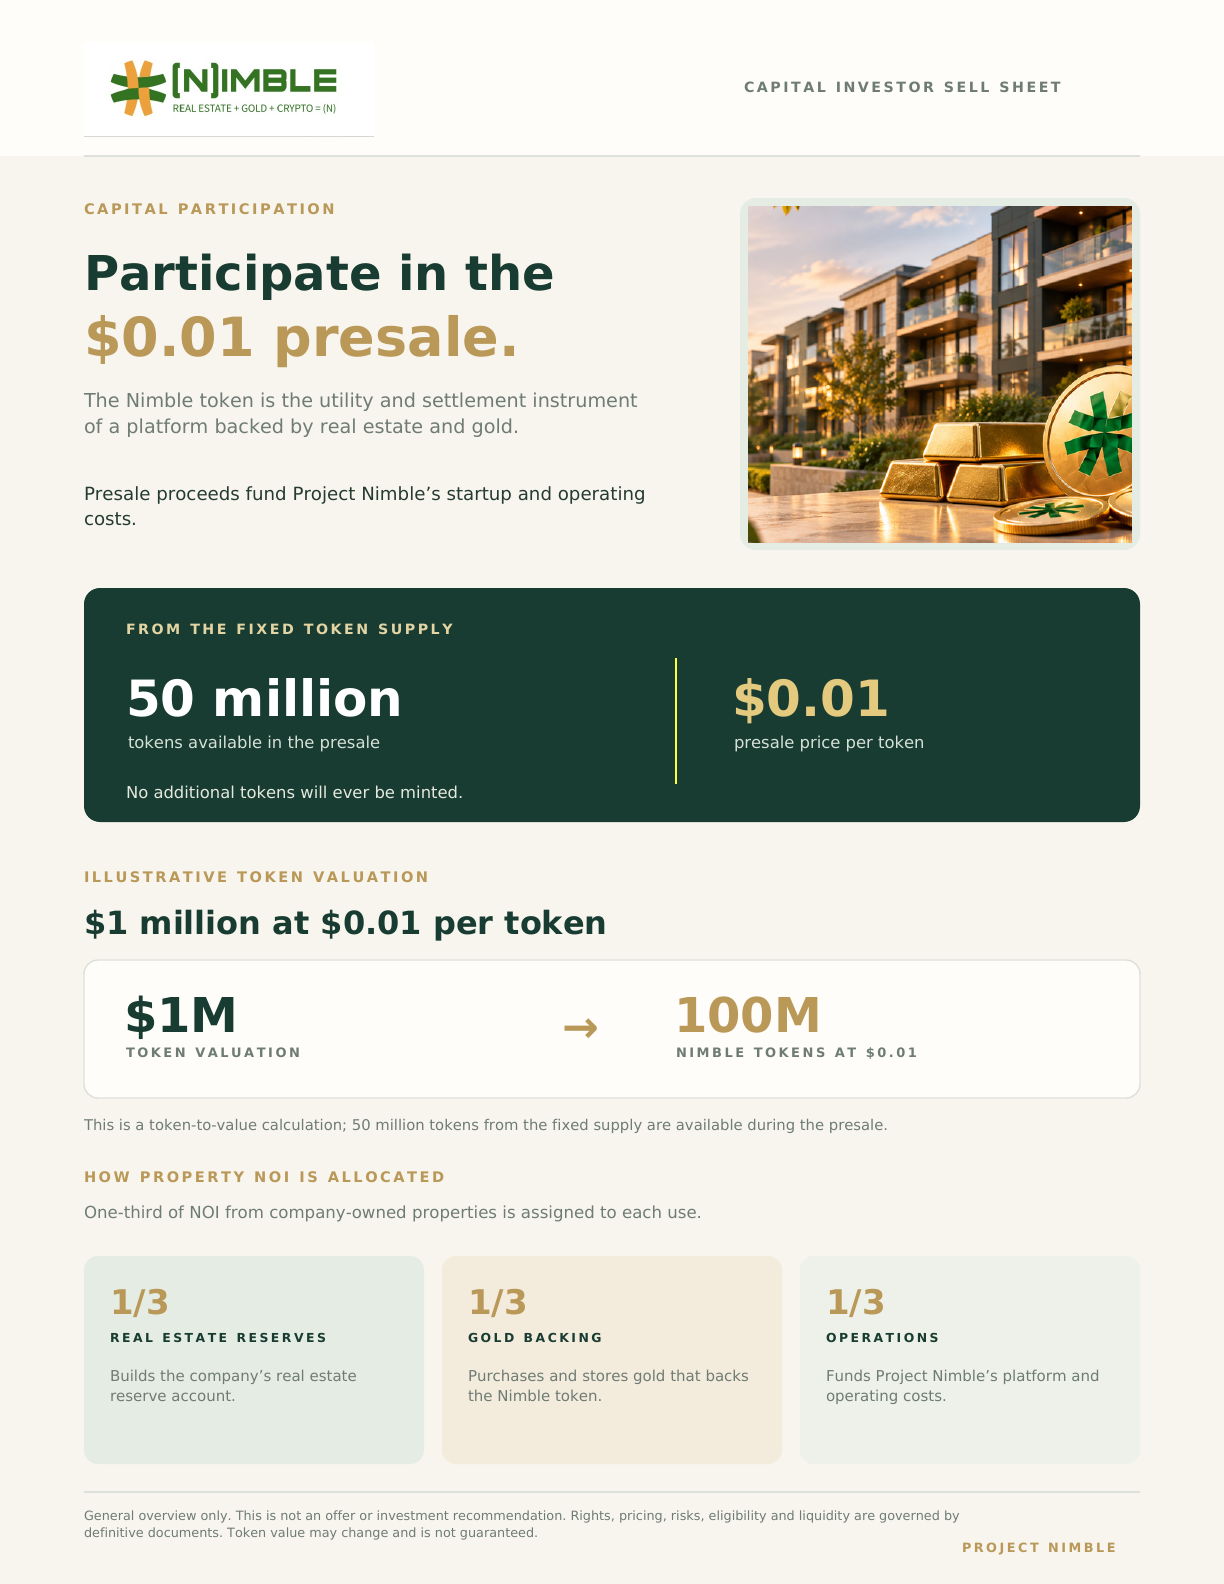 [N]IMBLE
REAL ESTATE + GOLD + CRYPTO = (N)
CAPITAL INVESTOR SELL SHEET
CAPITAL PARTICIPATION
Participate in the
$0.01 presale.
The Nimble token is the utility and settlement instrument
of a platform backed by real estate and gold.
Presale proceeds fund Project Nimble’s startup and operating
costs.
FROM THE FIXED TOKEN SUPPLY
50 million
tokens available in the presale
No additional tokens will ever be minted.
$0.01
presale price per token
ILLUSTRATIVE TOKEN VALUATION
$1 million at $0.01 per token
$1M
TOKEN VALUATION
→
100M
NIMBLE TOKENS AT $0.01
This is a token-to-value calculation; 50 million tokens from the fixed supply are available during the presale.
HOW PROPERTY NOI IS ALLOCATED
One-third of NOI from company-owned properties is assigned to each use.
1/3
REAL ESTATE RESERVES
Builds the company’s real estate
reserve account.
1/3
GOLD BACKING
Purchases and stores gold that backs
the Nimble token.
1/3
OPERATIONS
Funds Project Nimble’s platform and
operating costs.
General overview only. This is not an offer or investment recommendation. Rights, pricing, risks, eligibility and liquidity are governed by
definitive documents. Token value may change and is not guaranteed.
PROJECT NIMBLE